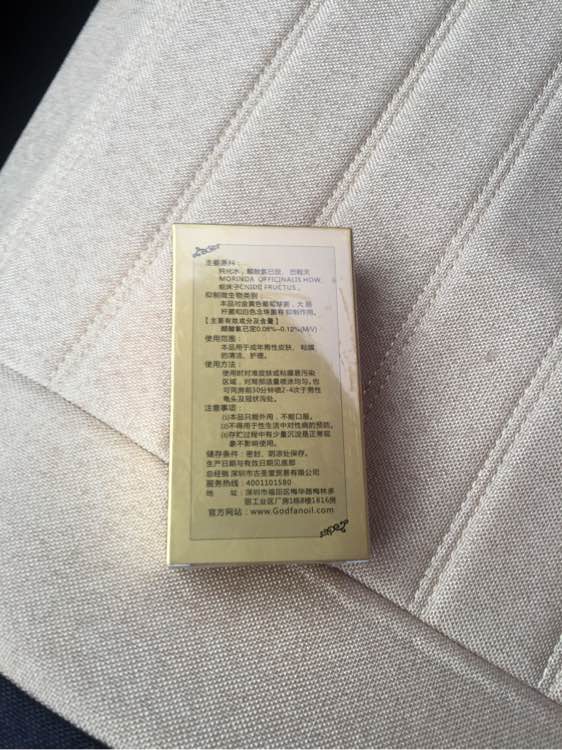 主要原料:
纯化水,醋酸氯已定,巴戟天
MORINDA OFFICINALIS HOW,
蛇床子CNIDII FRUCTUS。
抑制微生物类别:
本品对金黄色葡萄球菌,大肠
杆菌和白色念珠菌有抑制作用。
【主要有效成分及含量】
醋酸氯已定0.08%-0.12%(M/V)
使用范围:
本品用于成年男性皮肤,粘膜
的清洁、护理。
使用方法:
使用时对准皮肤或粘膜易污染
区域,对局部适量喷涂均匀。也
可同房前30分钟喷2-4次于男性
龟头及冠状沟处。
注意事项:
(1)本品只能外用,不能口服。
(2)不得用于性生活中对性病的预防。
(3)存贮过程中有少量沉淀是正常现
象不影响使用。
储存条件:密封、阴凉处保存。
生产日期与有效日期见底部
总经销 深圳市古圣堂贸易有限公司
服务热线:4001101580
地 址:深圳市福田区梅华路梅林多
丽工业区厂房1栋8楼1816房
官方网站:www.Godfanoil.com